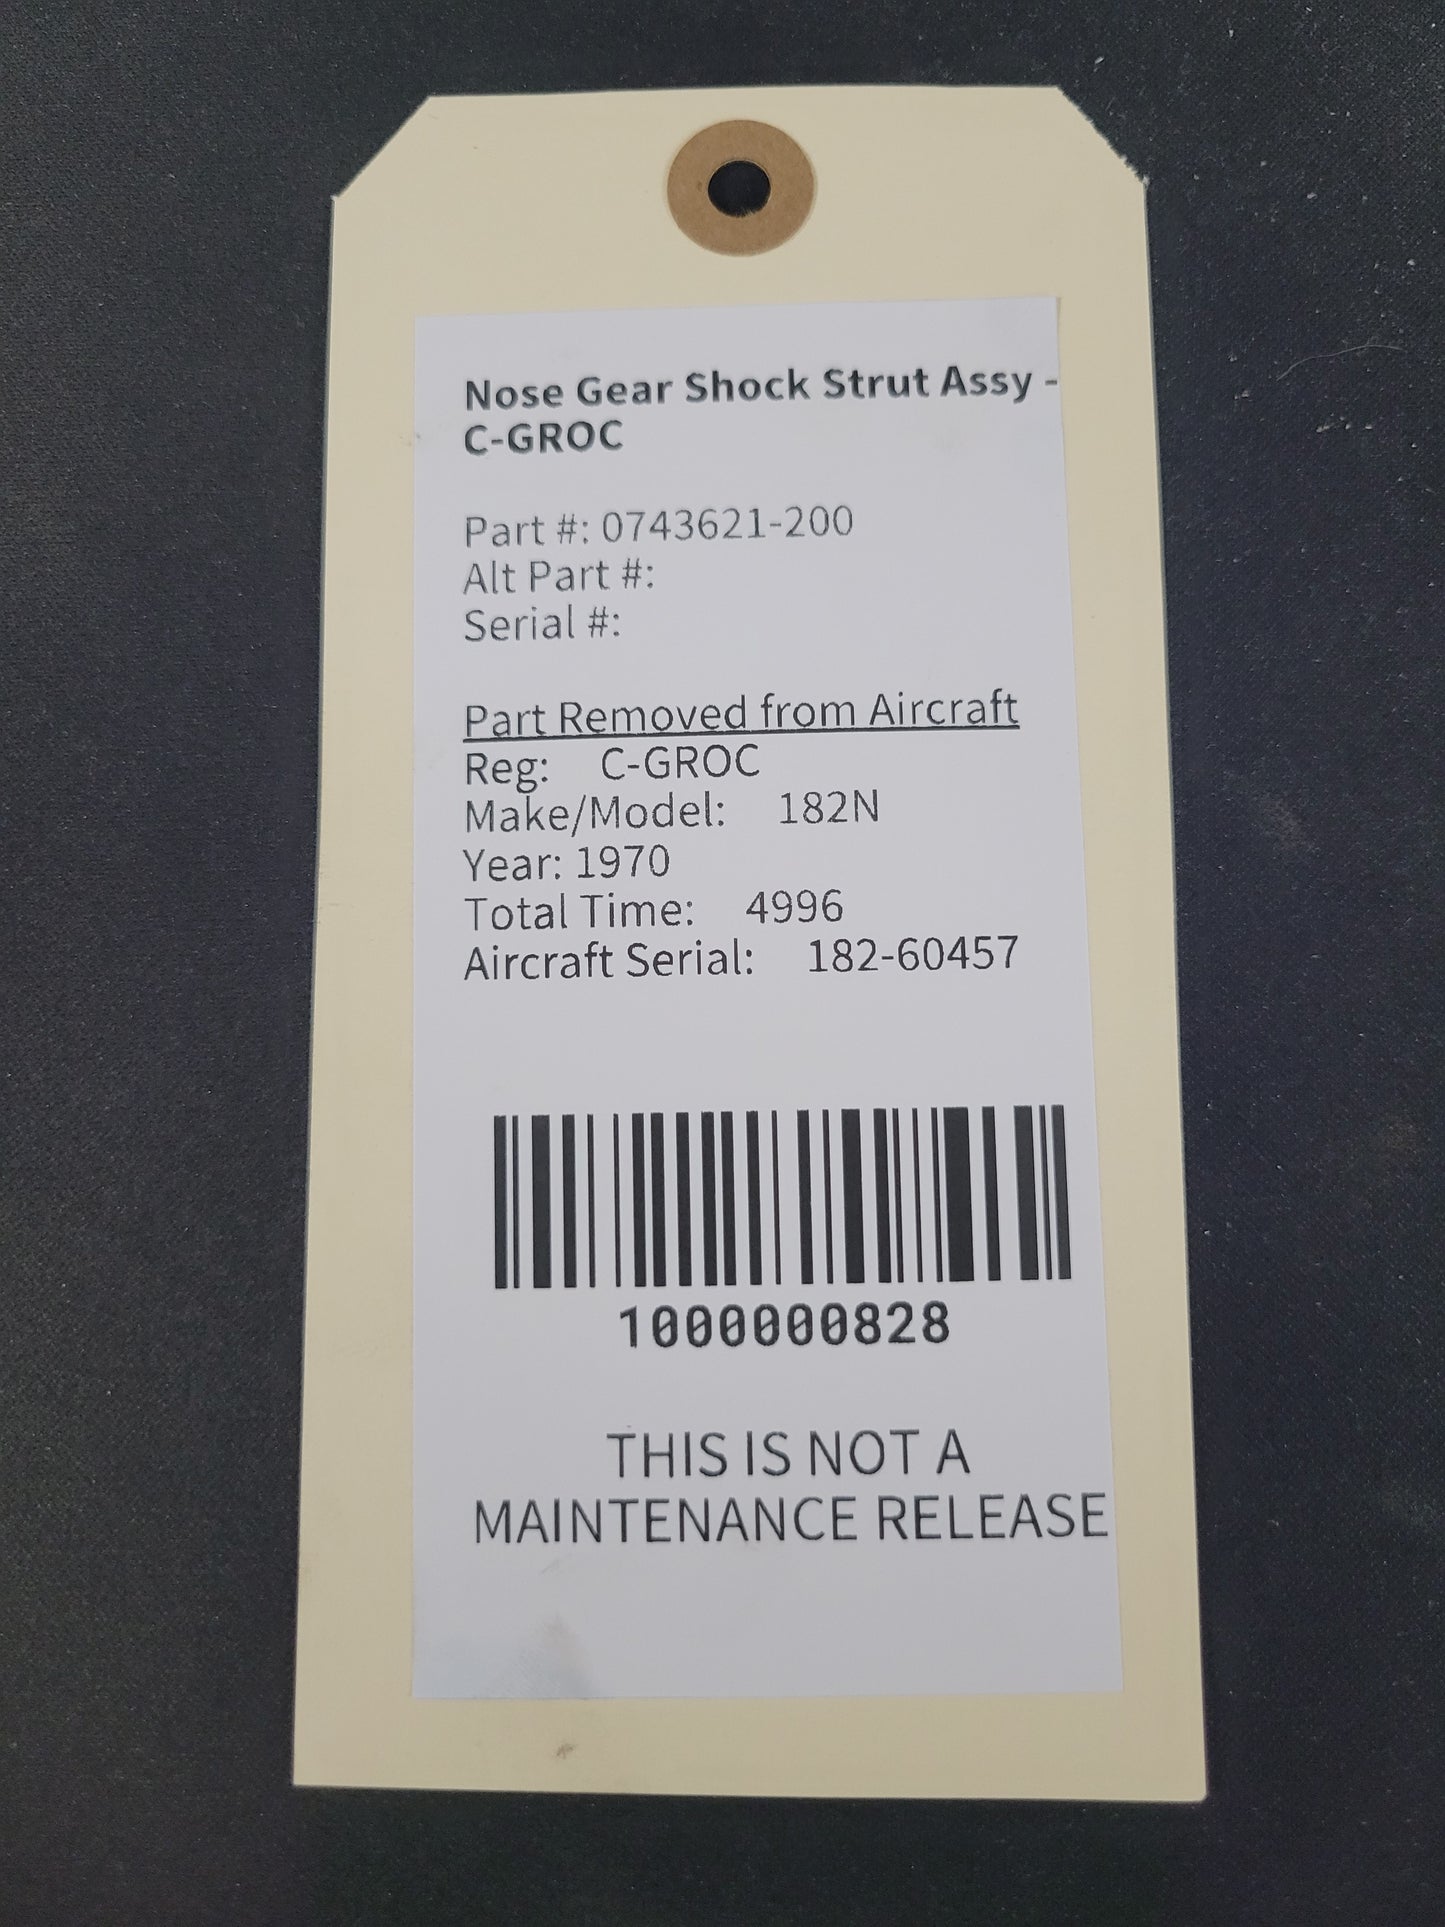 Nose Gear Shock Strut Assy -
C-GROC
Part #: 0743621-200
Alt Part #:
Serial #:
Part Removed from Aircraft
Reg: C-GROC
Make/Model: 182N
Year: 1970
Total Time: 4996
Aircraft Serial: 182-60457
1000000828
THIS IS NOT A
MAINTENANCE RELEASE